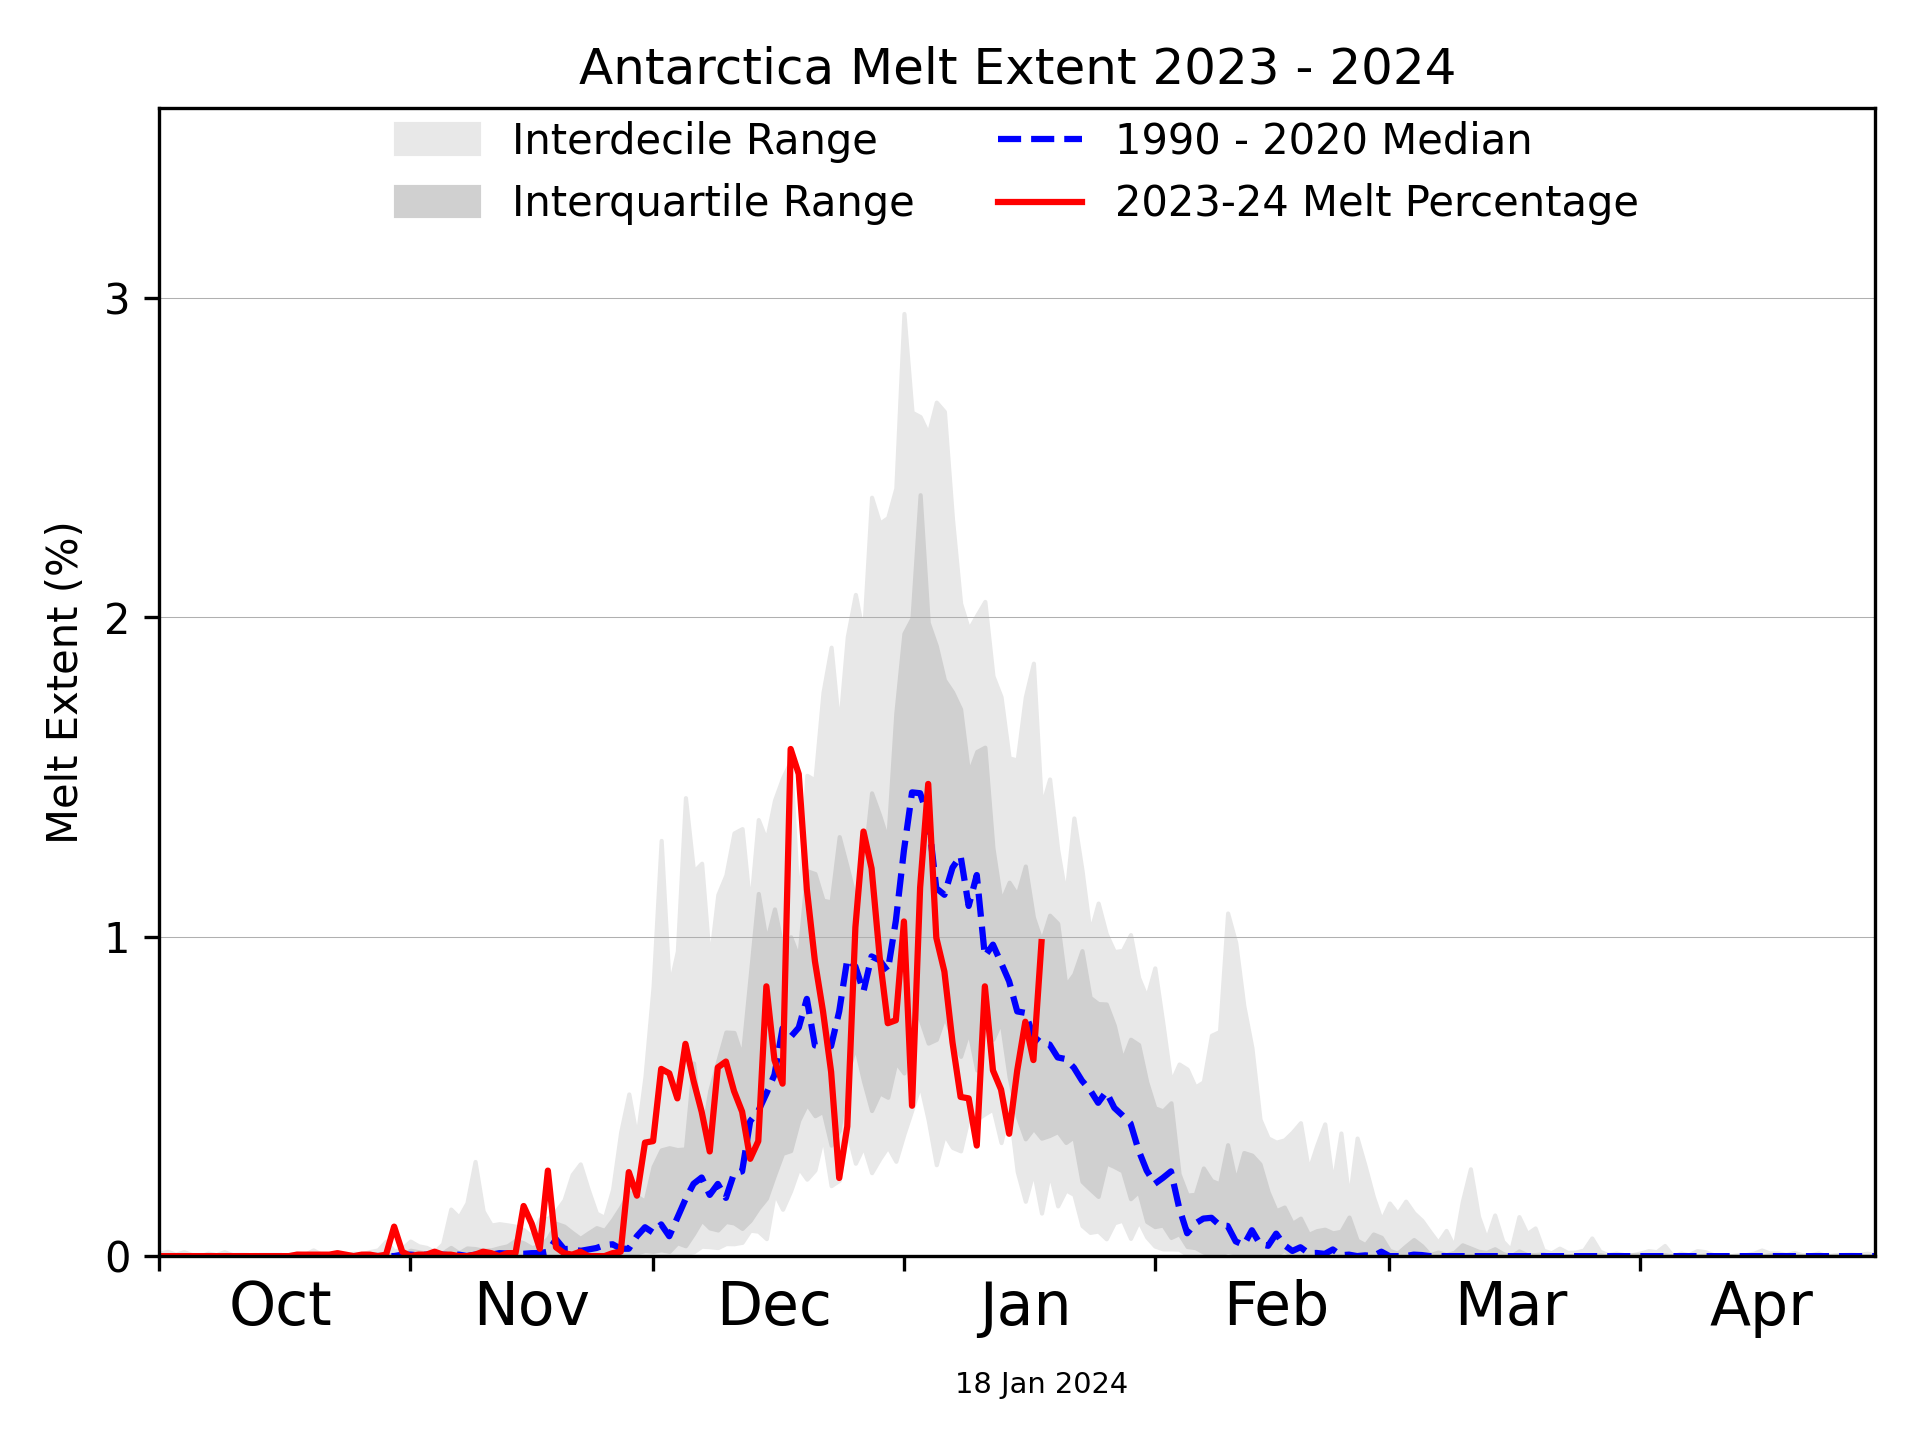 Antarctica Melt Extent 2023 - 2024
Interdecile Range
Interquartile Range
1990 - 2020 Median
2023-24 Melt Percentage
Melt Extent (%)
3
2
1
0
Oct Nov Dec Jan Feb Mar Apr
18 Jan 2024